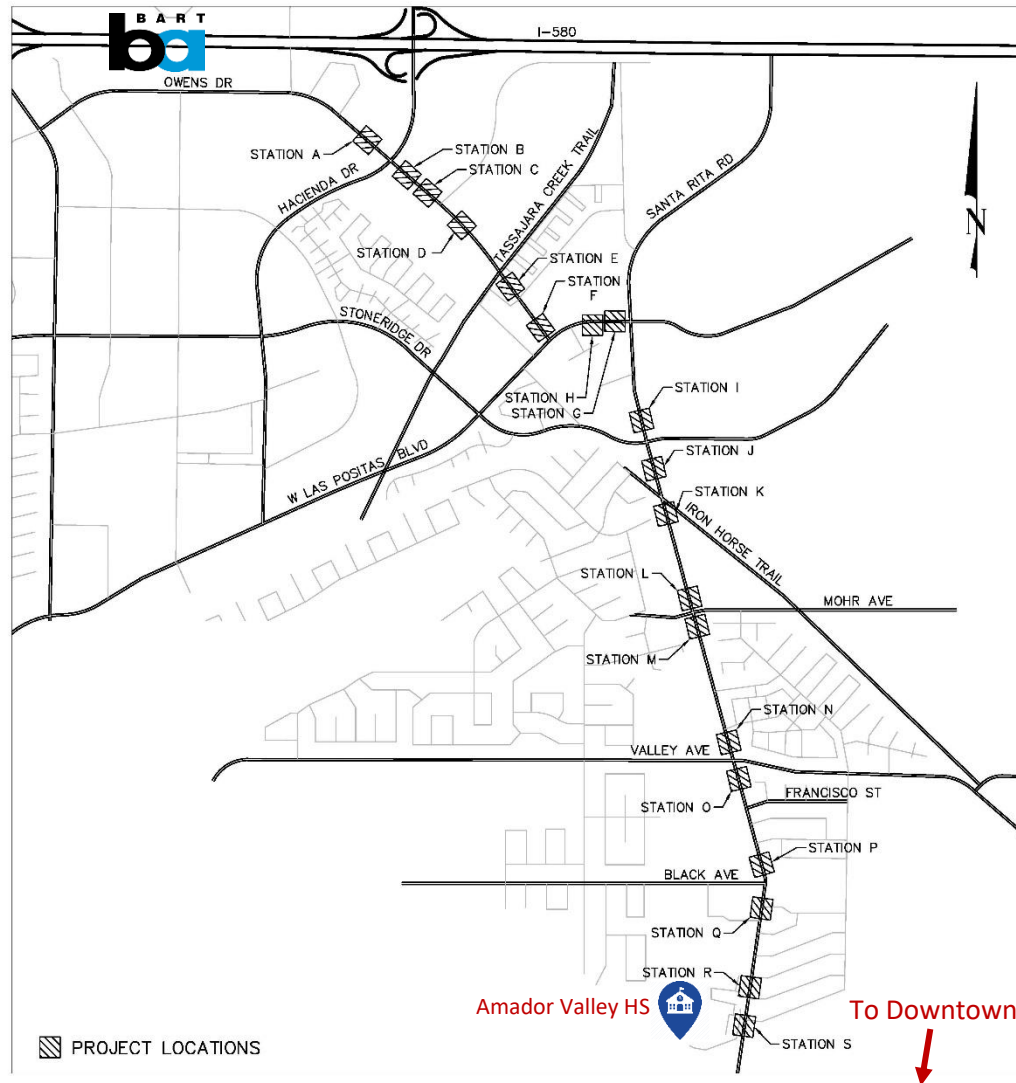 BART
ba
I-580
OWENS DR
STATION A
STATION B
STATION C
HACIENDA DR
STATION D
TASSAJARA CREEK TRAIL
SANTA RITA RD
N
STATION E
STATION
F
STONERIDGE DR
STATION H
STATION G
STATION I
W LAS POSITAS BLVD
STATION J
STATION K
IRON HORSE TRAIL
STATION L
MOHR AVE
STATION M
STATION N
VALLEY AVE
FRANCISCO ST
STATION O
STATION P
BLACK AVE
STATION Q
STATION R
Amador Valley HS
To Downtown
STATION S
PROJECT LOCATIONS